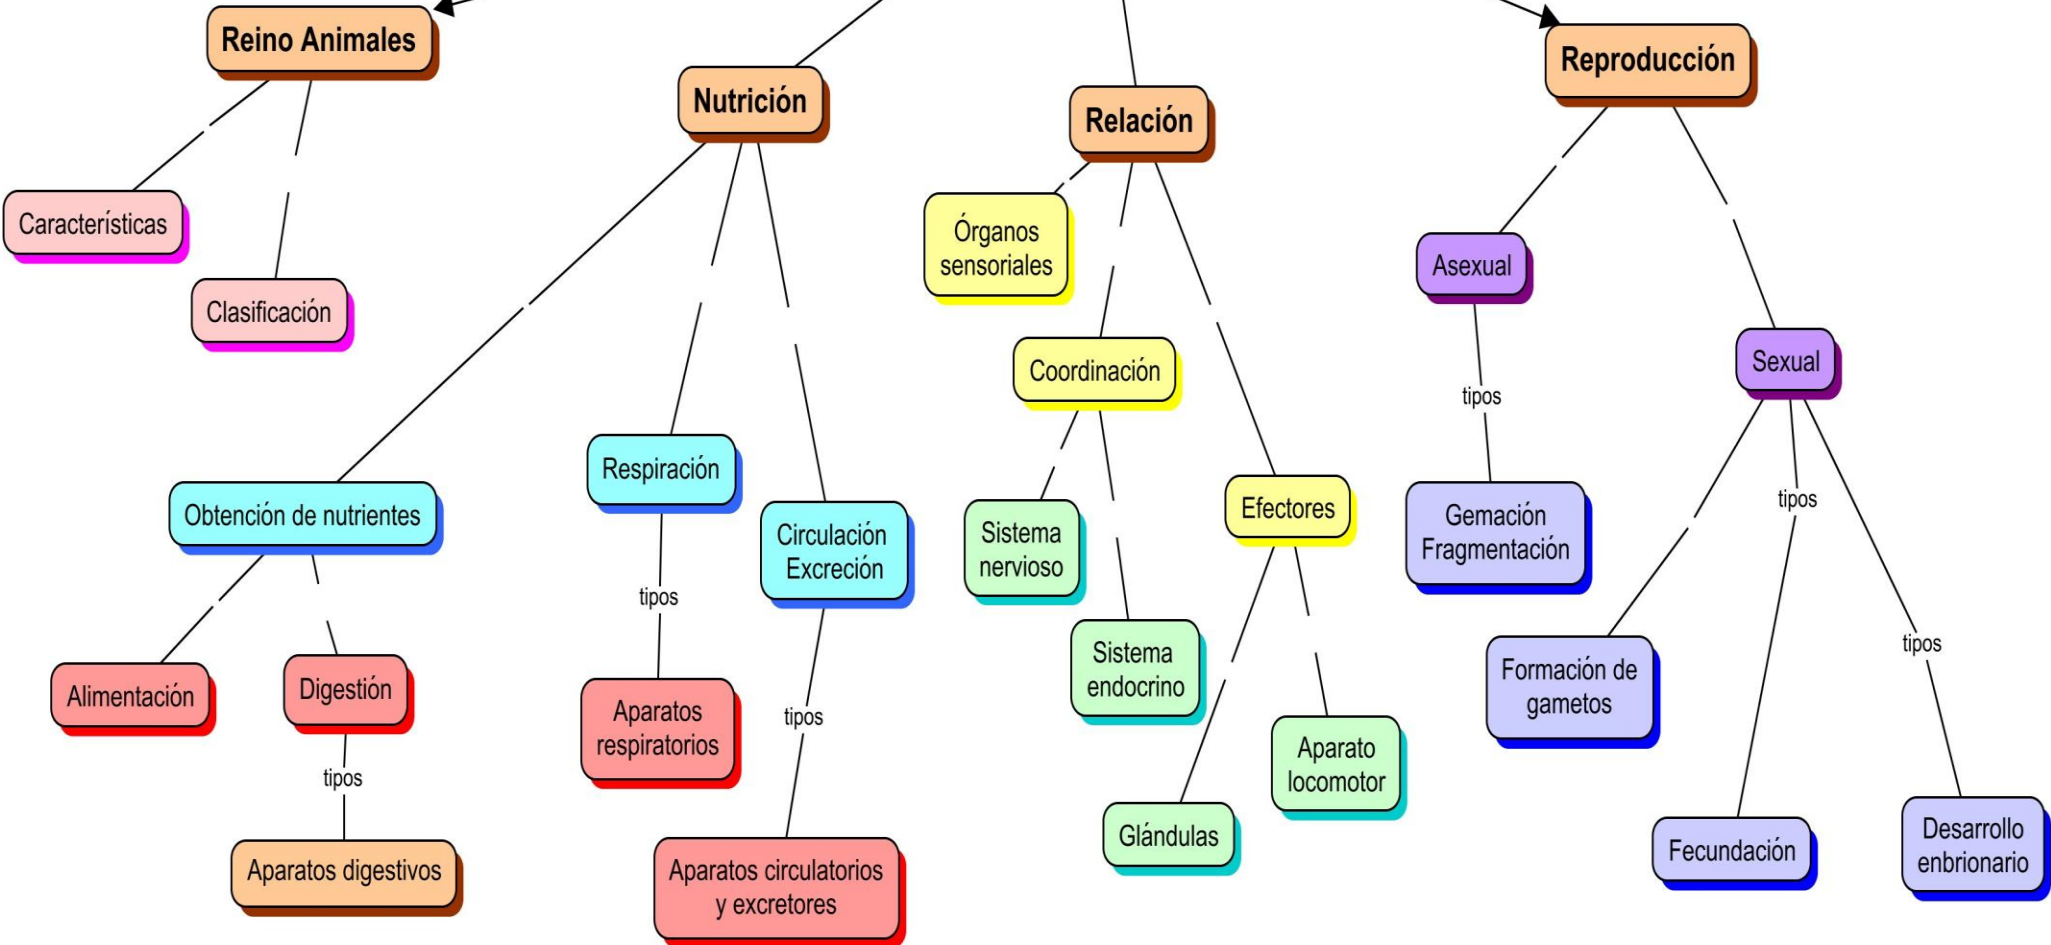 Reino Animales
Reproducción
Nutrición
Relación
Características
Clasificación
Órganos
sensoriales
Asexual
Coordinación
Sexual
tipos
Respiración
Obtención de nutrientes
Circulación
Excreción
Efectores
Sistema
nervioso
Gemación
Fragmentación
tipos
tipos
Sistema
endocrino
tipos
Alimentación
Digestión
Aparatos
respiratorios
tipos
Formación de
gametos
Aparato
locomotor
tipos
Glándulas
Fecundación
Desarrollo
enbrionario
Aparatos digestivos
Aparatos circulatorios
y excretores